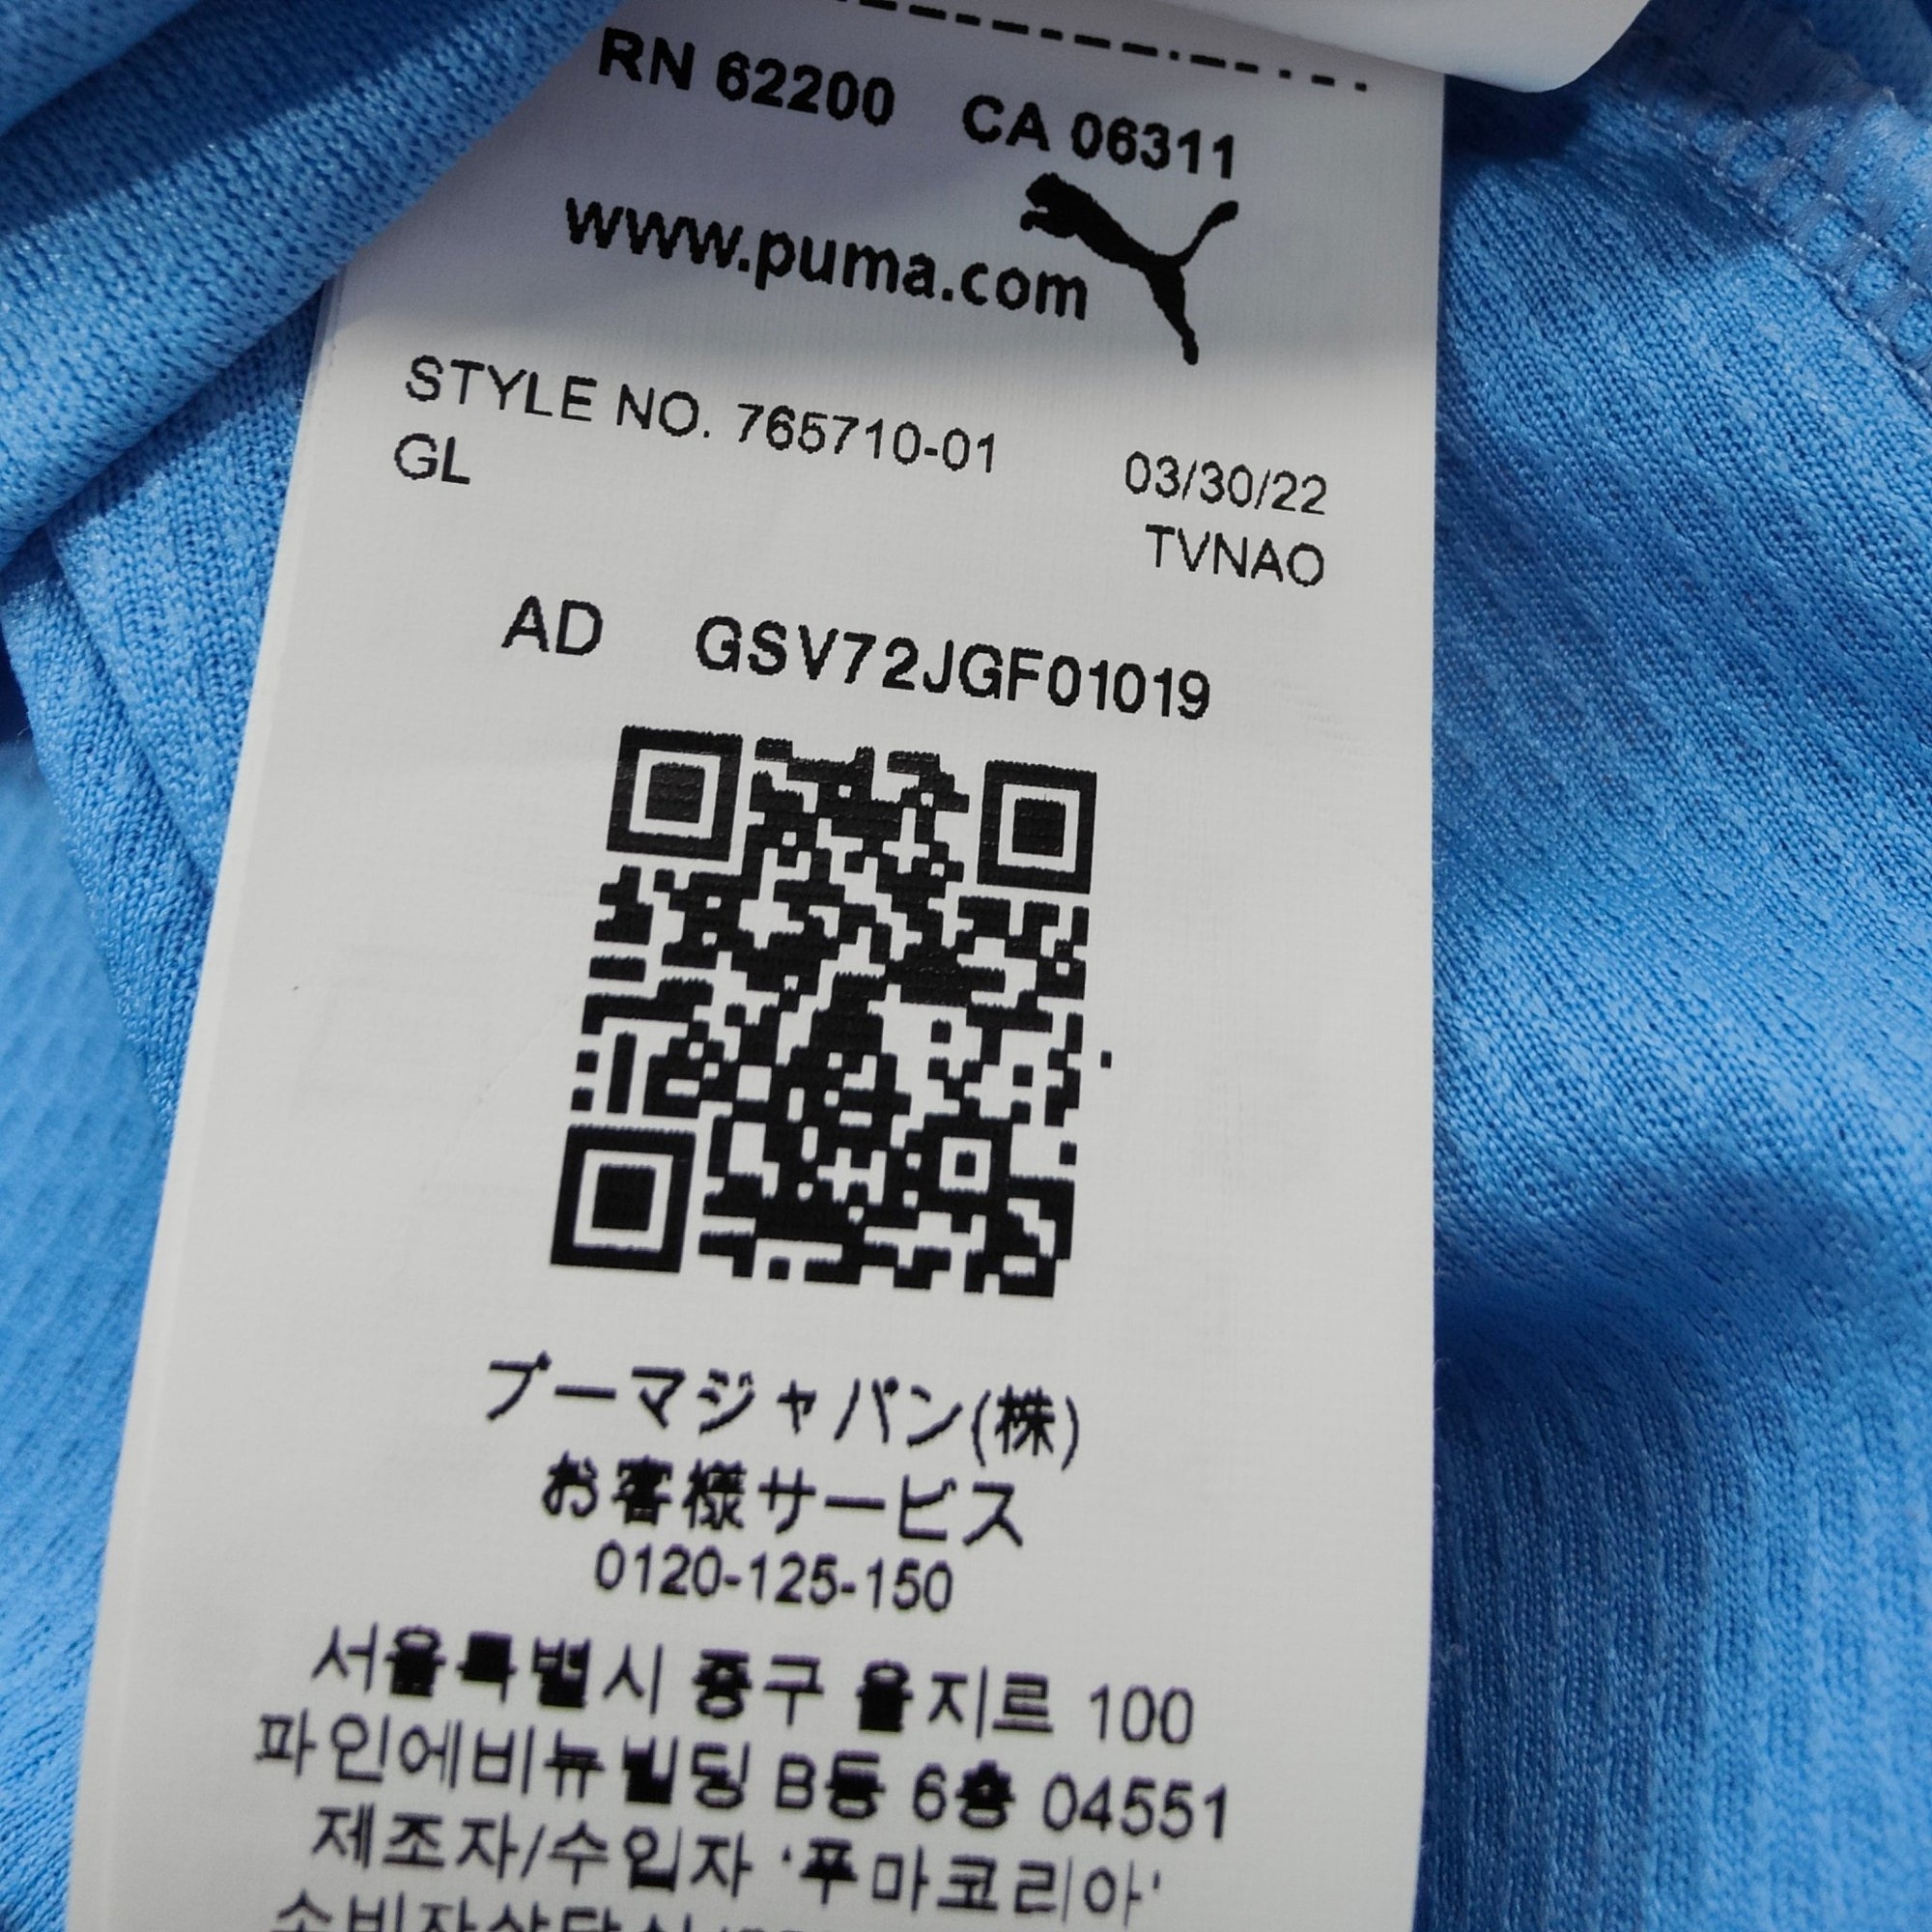 RN 62200 CA 06311
www.puma.com
STYLE NO. 765710-01 03/30/22
GL TVNAO
AD GSV72JGF01019
プーマジャパン(株)
お客様サービス
0120-125-150
서울특별시 중구 을지르 100
파인에비뉴빌딩 B동 6층 04551
제조자/수입자 '푸마코리아'